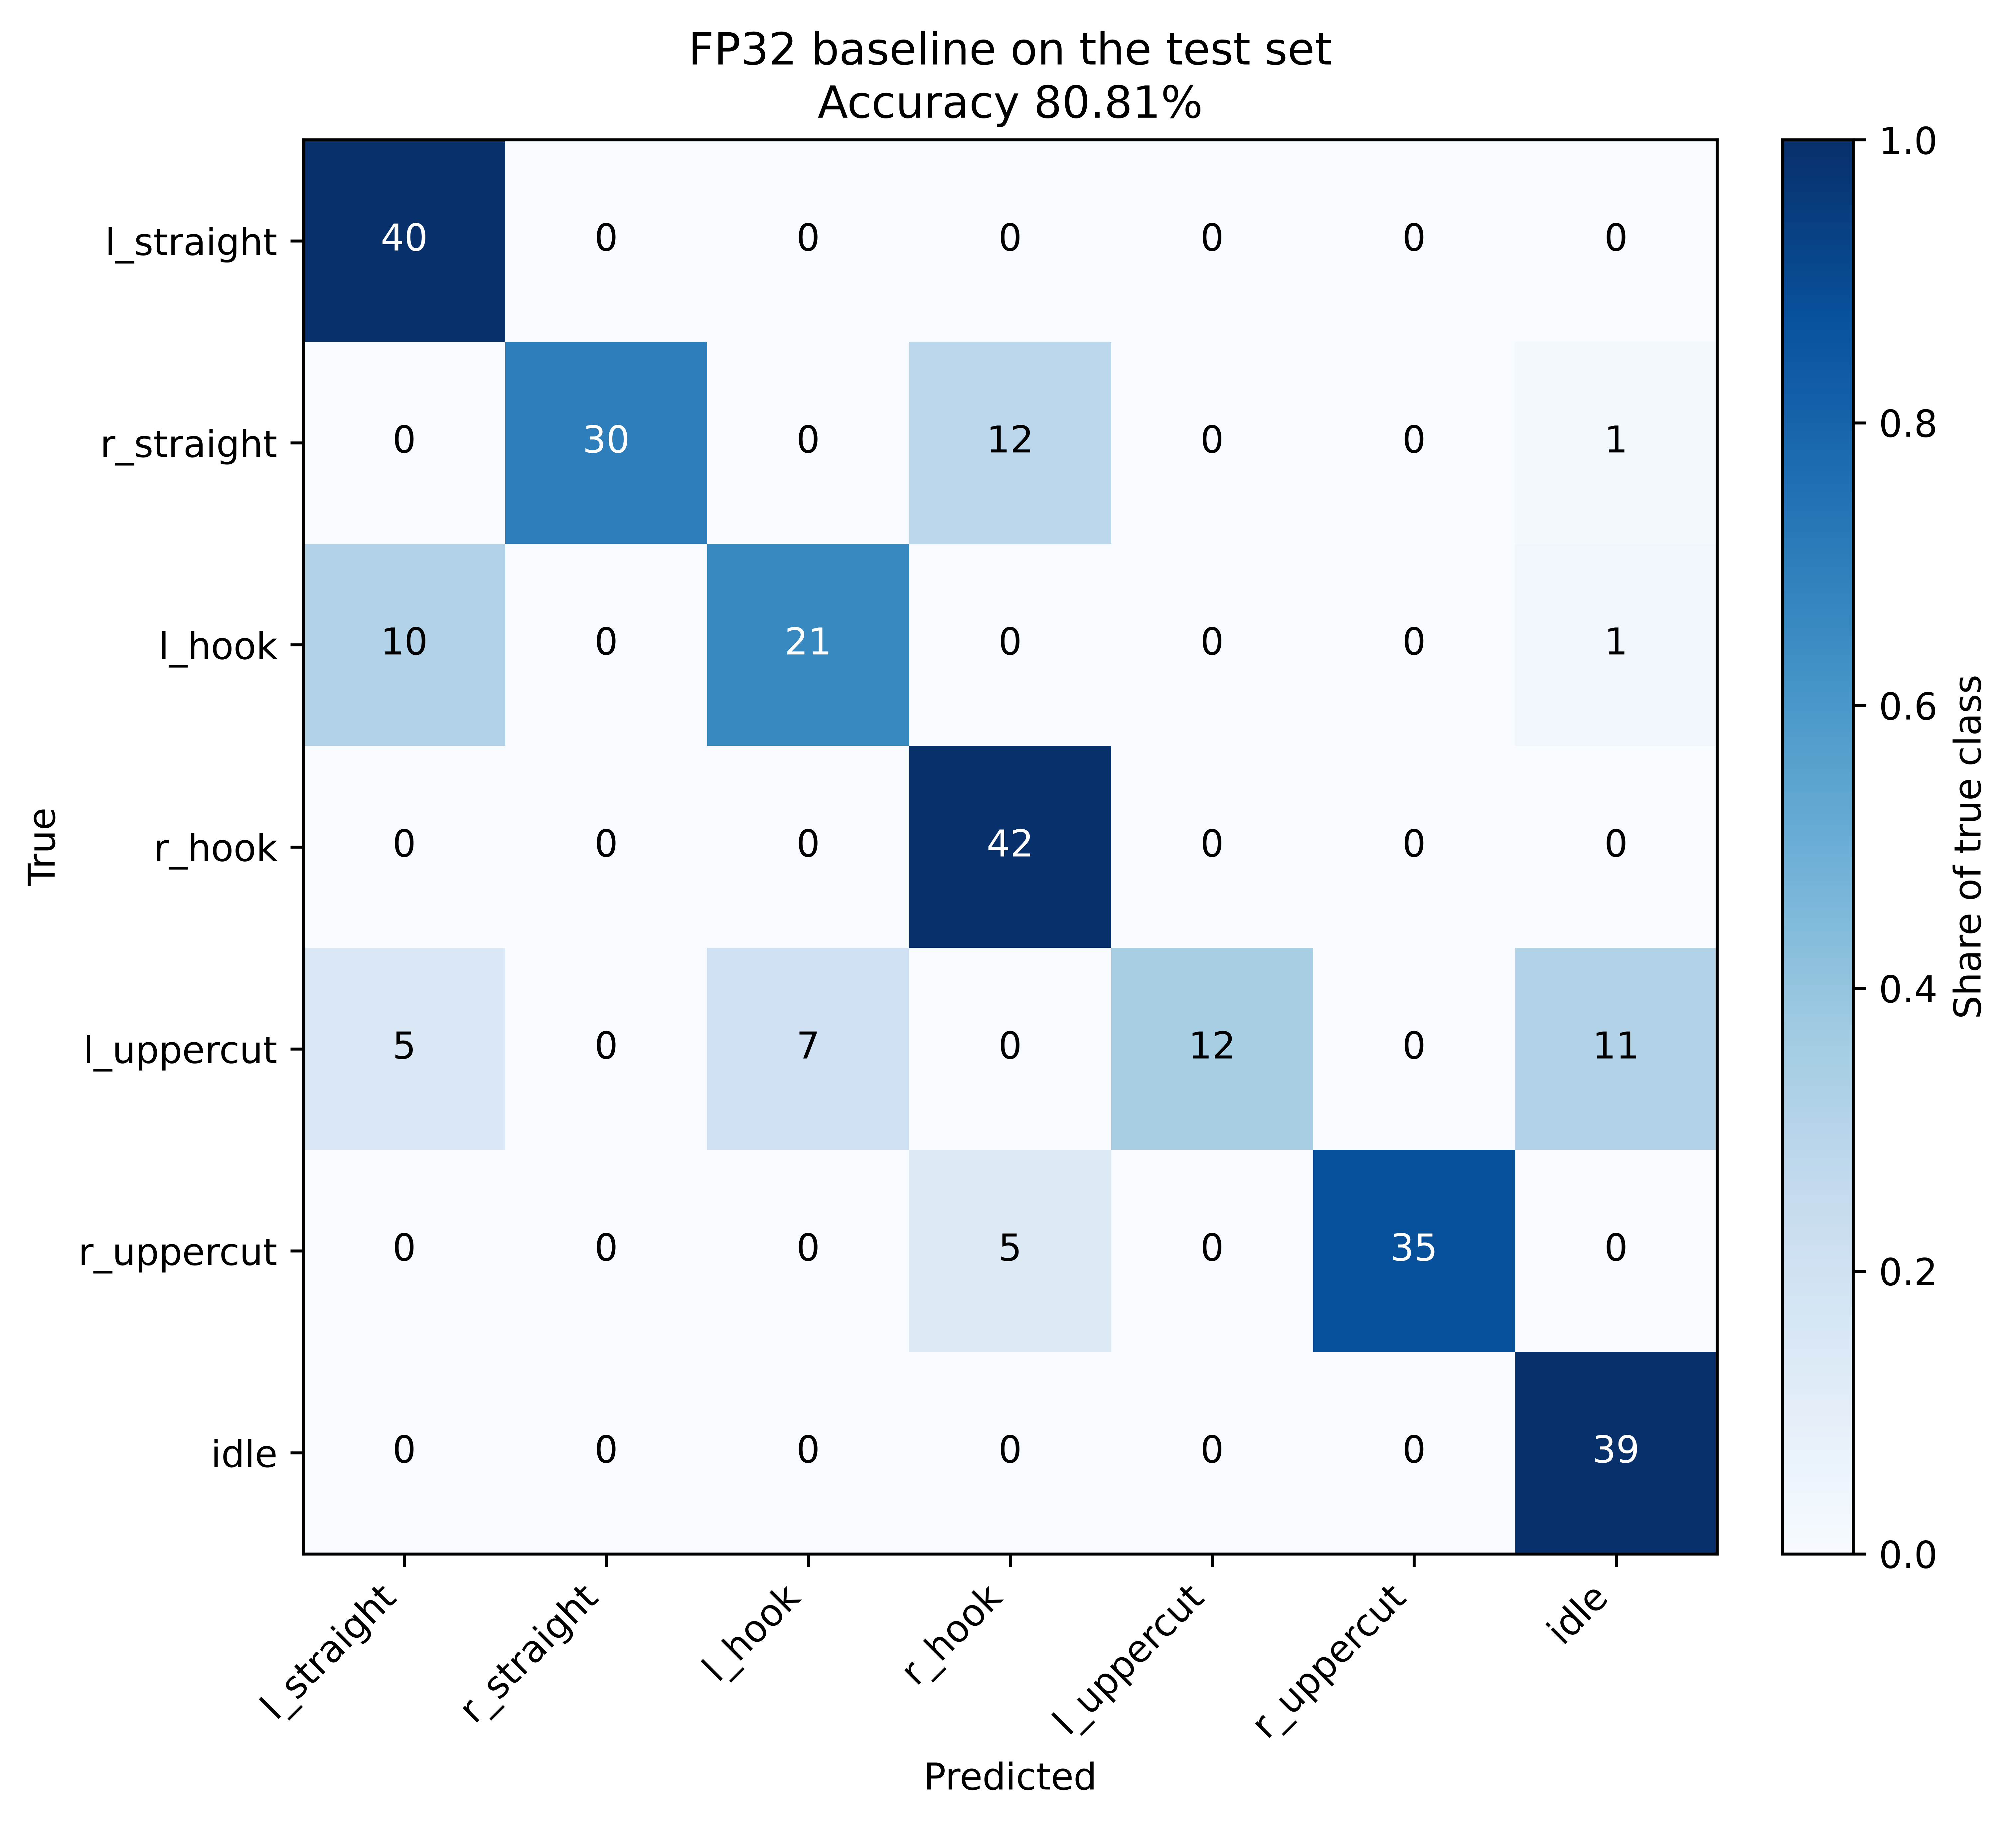 FP32 baseline on the test set
Accuracy 80.81%
l_straight 40 0 0 0 0 0 0
r_straight 0 30 0 12 0 0 1
l_hook 10 0 21 0 0 0 1
r_hook 0 0 0 42 0 0 0
l_uppercut 5 0 7 0 12 0 11
r_uppercut 0 0 0 5 0 35 0
idle 0 0 0 0 0 0 39
True
l_straight r_straight l_hook r_hook l_uppercut r_uppercut idle
Predicted
1.0
0.8
0.6
0.4
0.2
0.0
Share of true class